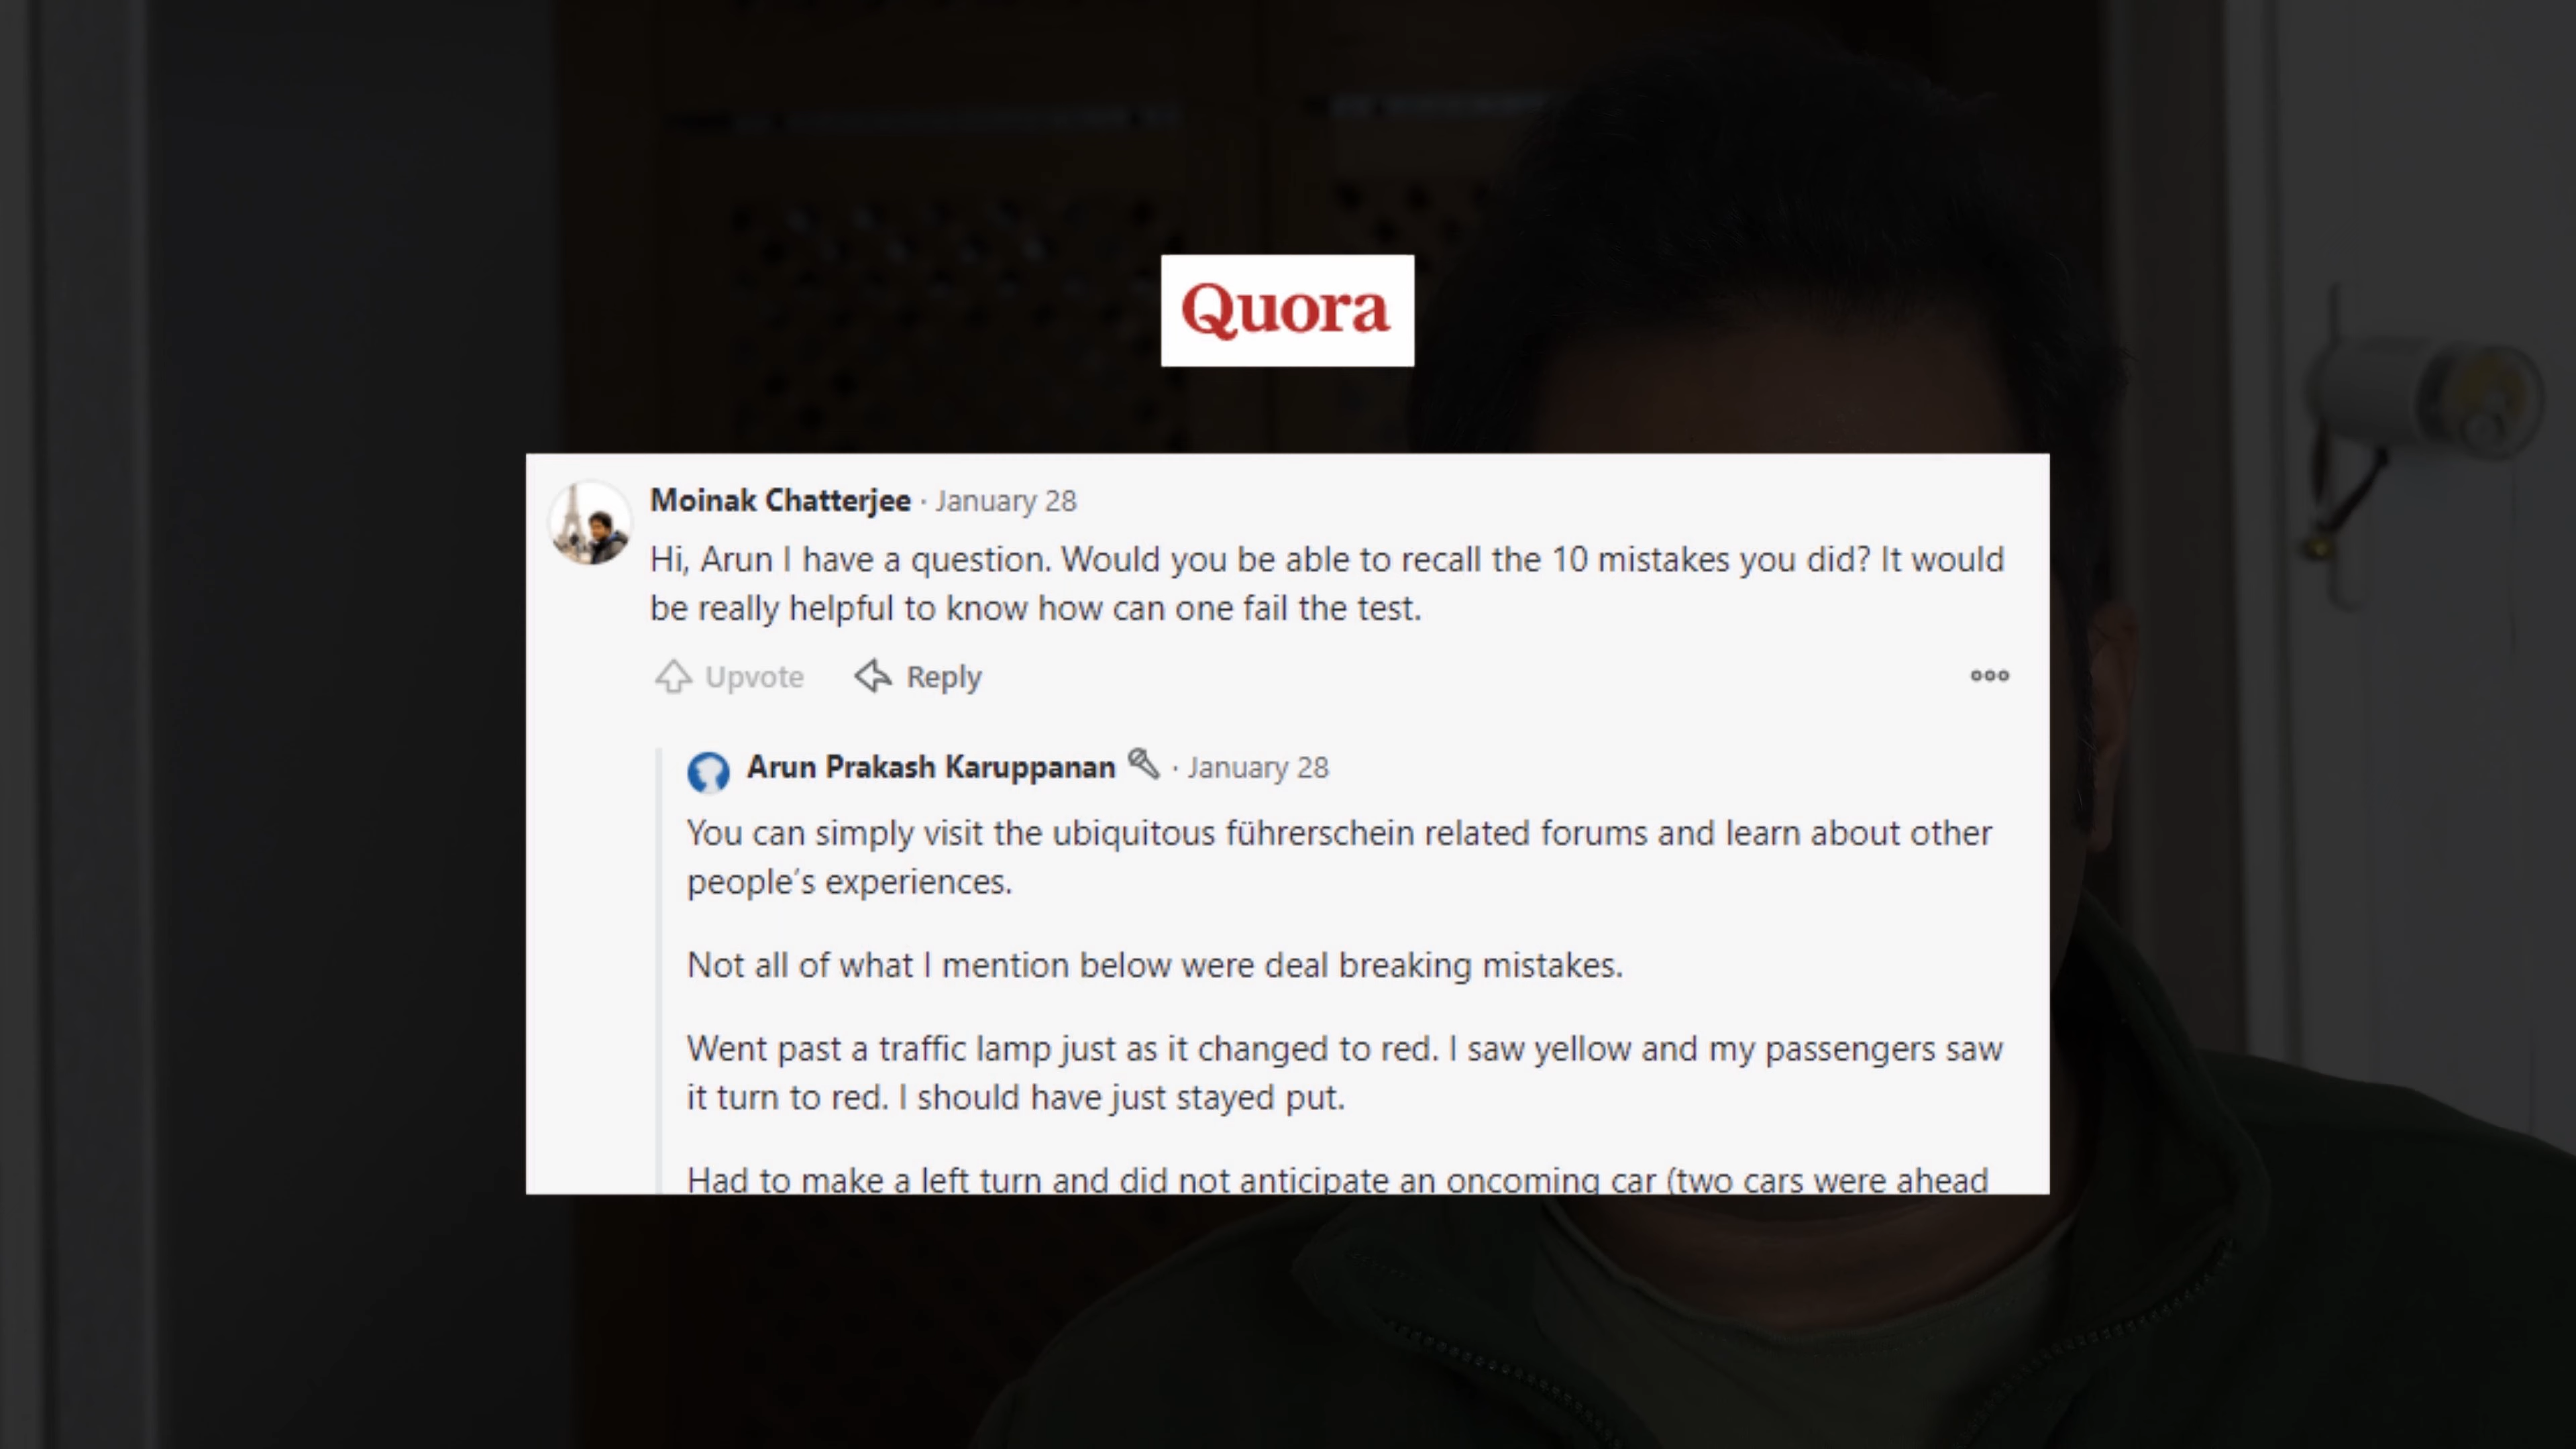 Quora
Moinak Chatterjee · January 28
Hi, Arun I have a question. Would you be able to recall the 10 mistakes you did? It would
be really helpful to know how can one fail the test.
Upvote Reply
Arun Prakash Karuppanan · January 28
You can simply visit the ubiquitous führerschein related forums and learn about other
people's experiences.
Not all of what I mention below were deal breaking mistakes.
Went past a traffic lamp just as it changed to red. I saw yellow and my passengers saw
it turn to red. I should have just stayed put.
Had to make a left turn and did not anticipate an oncoming car (two cars were ahead